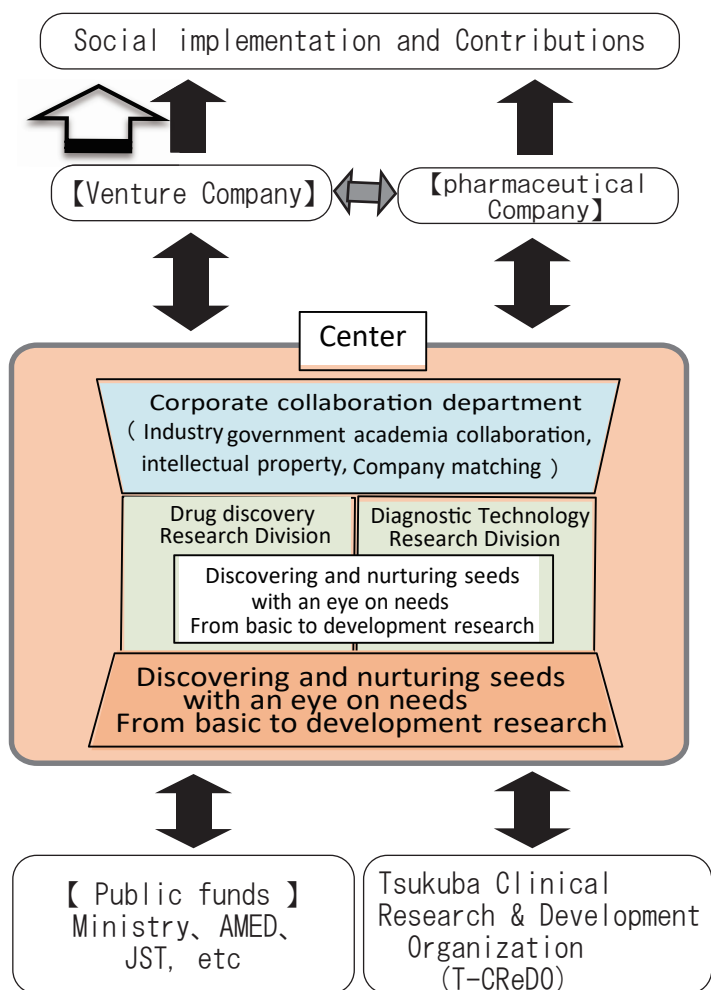 Social implementation and Contributions
【Venture Company】
【pharmaceutical
Company】
Center
Corporate collaboration department
( Industry government academia collaboration,
intellectual property, Company matching )
Drug discovery
Research Division
Diagnostic Technology
Research Division
Discovering and nurturing seeds
with an eye on needs
From basic to development research
Discovering and nurturing seeds
with an eye on needs
From basic to development research
【 Public funds 】
Ministry、AMED、
JST, etc
Tsukuba Clinical
Research & Development
Organization
(T-CReDO)